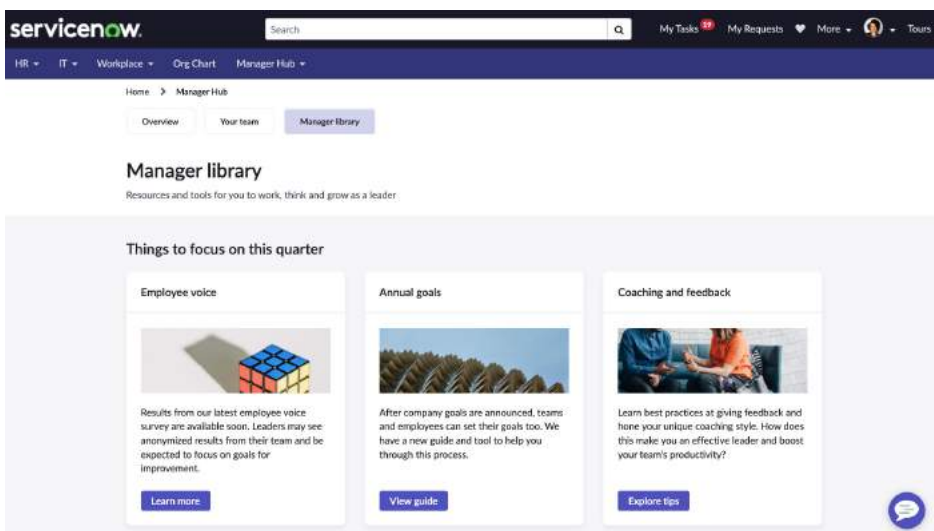 servicenow.
Search
My Tasks 29 My Requests More Tours
HR IT Workplace Org Chart Manager Hub
Home > Manager Hub
Overview Your team Manager library
Manager library
Resources and tools for you to work, think and grow as a leader
Things to focus on this quarter
Employee voice
Results from our latest employee voice
survey are available soon. Leaders may see
anonymized results from their team and be
expected to focus on goals for
improvement.
Learn more
Annual goals
After company goals are announced, teams
and employees can set their goals too. We
have a new guide and tool to help you
through this process.
View guide
Coaching and feedback
Learn best practices at giving feedback and
hone your unique coaching style. How does
this make you an effective leader and boost
your team's productivity?
Explore tips